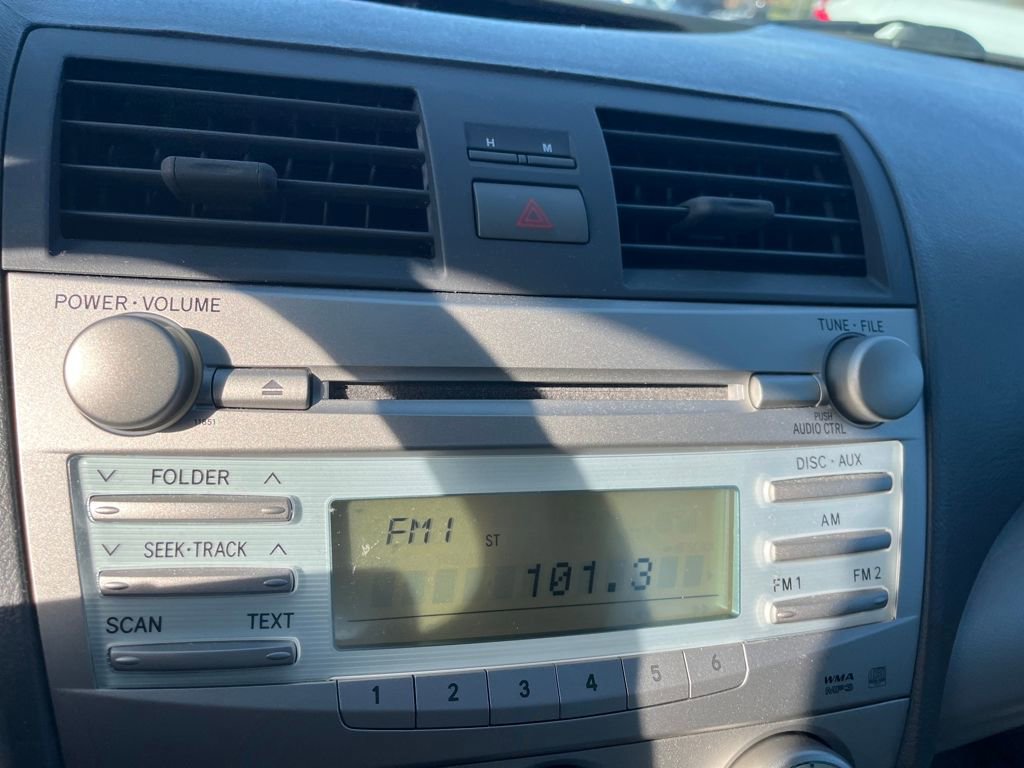 H M
POWER · VOLUME
TUNE · FILE
11851
PUSH
AUDIO CTRL
FOLDER
DISC · AUX
SEEK·TRACK
AM
SCAN TEXT
FM 1 FM 2
FM1 ST 101.3
1 2 3 4 5 6
WMA
MP3